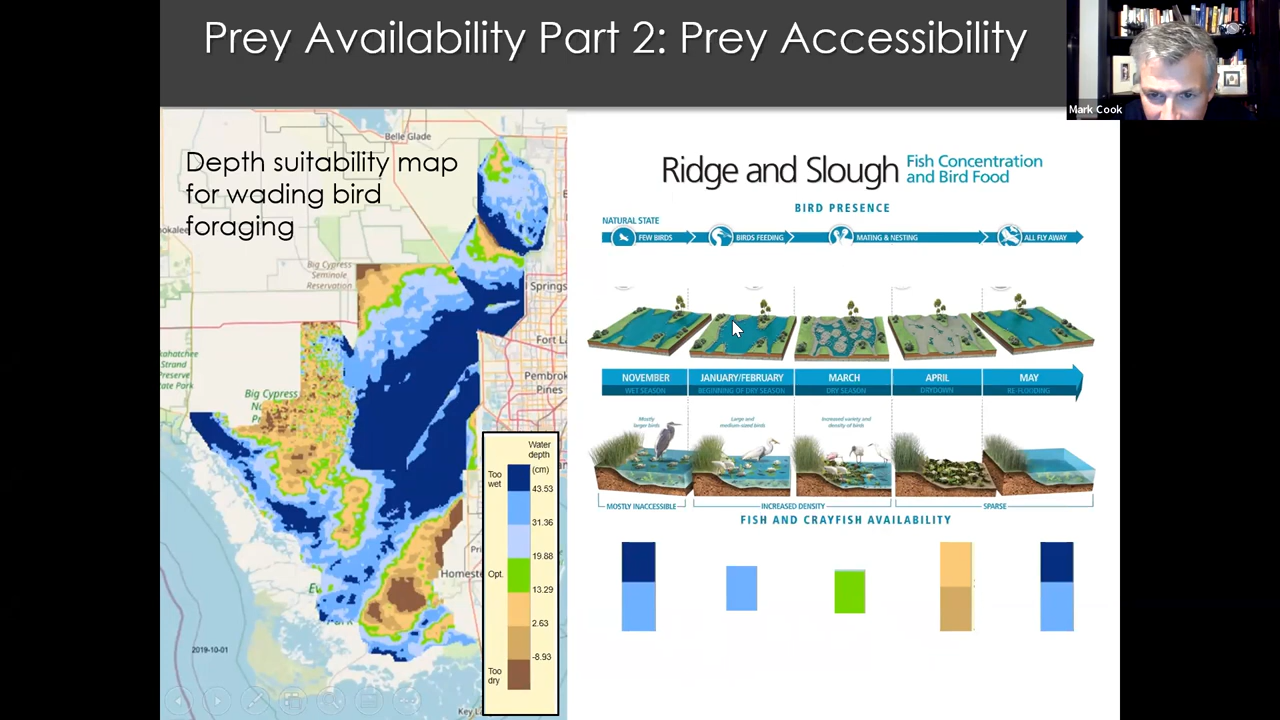 Prey Availability Part 2: Prey Accessibility
Mark Cook
Depth suitability map
for wading bird
foraging
Belle Glade
Big Cypress
Seminole
Reservation
l Springs
Fort L
Pembrok
Pines
kahatchee
Strand
Preserve
ate Park
Big Cypress
Homeste
2019-10-01
Key L
Water
depth
(cm)
Too
wet
43.53
31.36
19.88
Opt.
13.29
2.63
-8.93
Too
dry
Ridge and Slough
Fish Concentration
and Bird Food
BIRD PRESENCE
NATURAL STATE
FEW BIRDS
BIRDS FEEDING
MATING & NESTING
ALL FLY AWAY
NOVEMBER
JANUARY/FEBRUARY
MARCH
APRIL
MAY
WET SEASON
BEGINNING OF DRY SEASON
DRY SEASON
DRYDOWN
RE-FLOODING
Mostly
larger birds
Large and
medium-sized birds
Increased variety and
density of birds
MOSTLY INACCESSIBLE
INCREASED DENSITY
SPARSE
FISH AND CRAYFISH AVAILABILITY